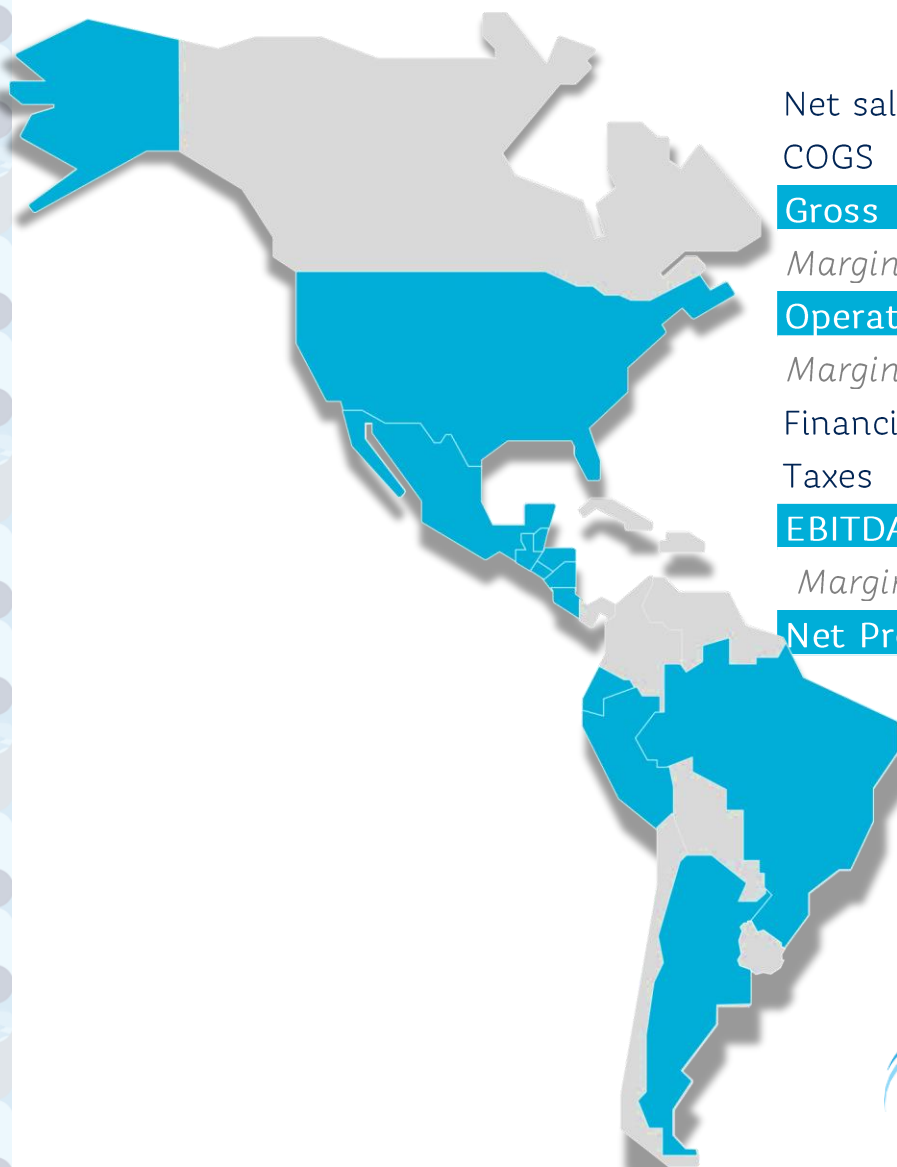 Net sal
COGS
Gross
Margin
Operat
Margin
Financi
Taxes
EBITDA
Margin
Net Pr